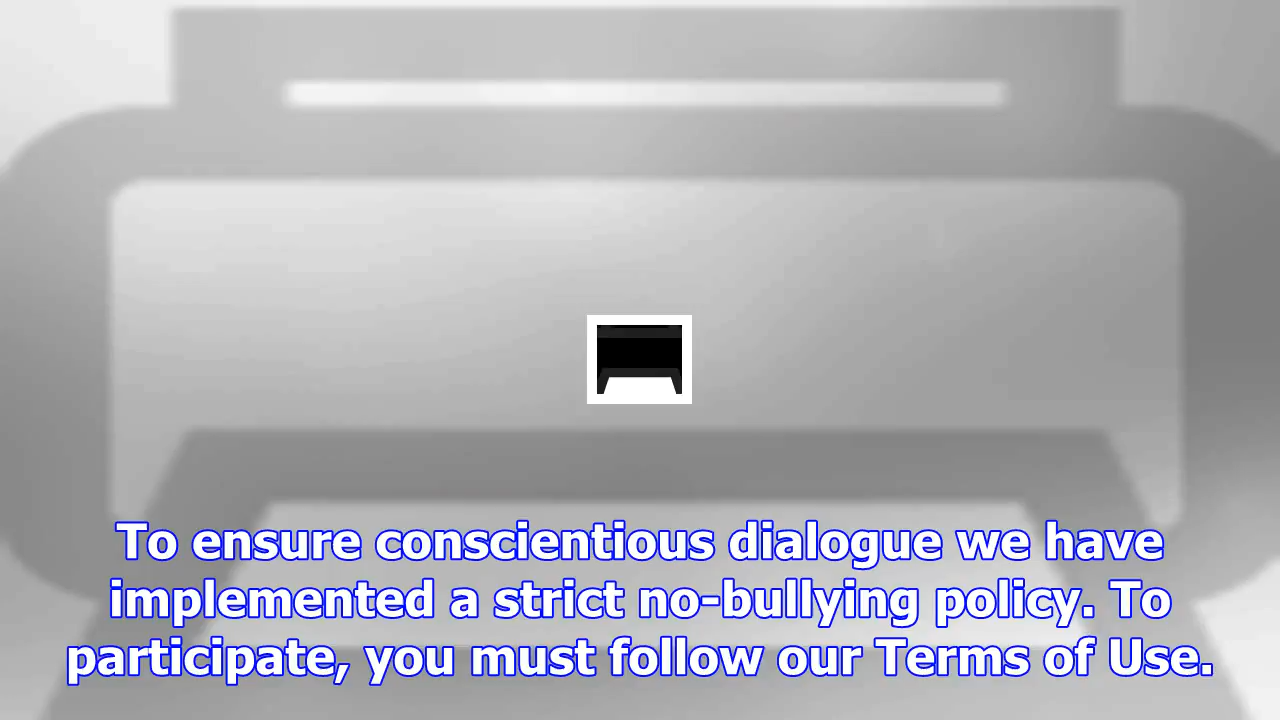 To ensure conscientious dialogue we have
implemented a strict no-bullying policy. To
participate, you must follow our Terms of Use.